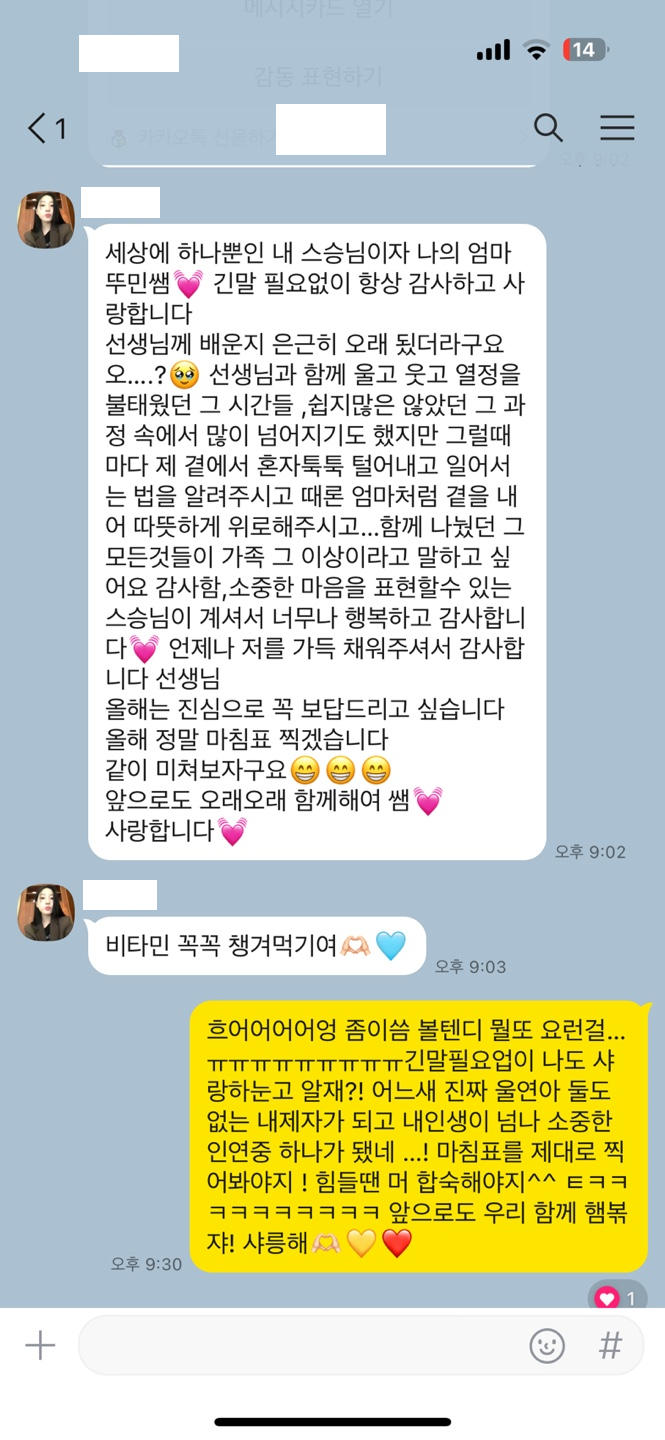 메시지카드 열기
14
감동 표현하기
1
카카오톡 선물하기
오후 9:02
세상에 하나뿐인 내 스승님이자 나의 엄마
뚜민쌤💓 긴말 필요없이 항상 감사하고 사
랑합니다
선생님께 배운지 은근히 오래 됬더라구요
오....?🥹 선생님과 함께 울고 웃고 열정을
불태웠던 그 시간들 ,쉽지많은 않았던 그 과
정 속에서 많이 넘어지기도 했지만 그럴때
마다 제 곁에서 혼자툭툭 털어내고 일어서
는 법을 알려주시고 때론 엄마처럼 곁을 내
어 따뜻하게 위로해주시고...함께 나눴던 그
모든것들이 가족 그 이상이라고 말하고 싶
어요 감사함,소중한 마음을 표현할수 있는
스승님이 계셔서 너무나 행복하고 감사합니
다💓 언제나 저를 가득 채워주셔서 감사합
니다 선생님
올해는 진심으로 꼭 보답드리고 싶습니다
올해 정말 마침표 찍겠습니다
같이 미쳐보자구요😁😁😁
앞으로도 오래오래 함께해여 쌤💓
사랑합니다💓
오후 9:02
비타민 꼭꼭 챙겨먹기여🫶🏻🩵
오후 9:03
흐어어어어엉 좀이씀 볼텐디 뭘또 요런걸...
ㅠㅠㅠㅠㅠㅠㅠㅠㅠ긴말필요업이 나도 샤
랑하눈고 알재?! 어느새 진짜 울연아 둘도
없는 내제자가 되고 내인생이 넘나 소중한
인연중 하나가 됐네 ...! 마침표를 제대로 찍
어봐야지 ! 힘들땐 머 합숙해야지^^ ㅌㅋㅋ
ㅋㅋㅋㅋㅋㅋㅋㅋ 앞으로도 우리 함께 햄볶
쟈! 샤릉해🫶🏻💛❤️
오후 9:30
1
#